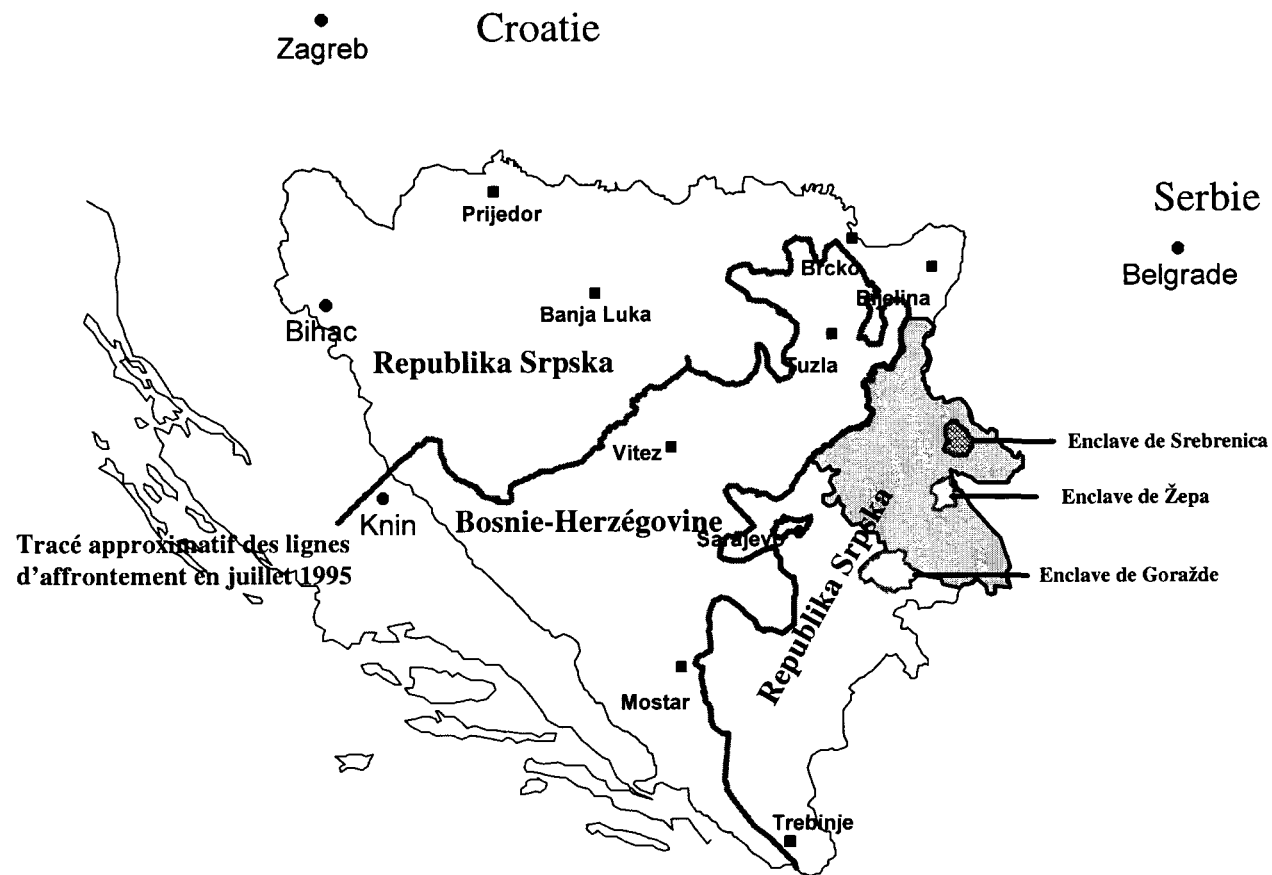 Croatie
Zagreb
Serbie
Belgrade
Prijedor
Brcko
Bijelina
Banja Luka
Bihac
Republika Srpska
Tuzla
Enclave de Srebrenica
Vitez
Enclave de Žepa
Knin
Bosnie-Herzégovine
Sarajevo
Tracé approximatif des lignes
d'affrontement en juillet 1995
Enclave de Goražde
Republika Srpska
Mostar
Trebinje